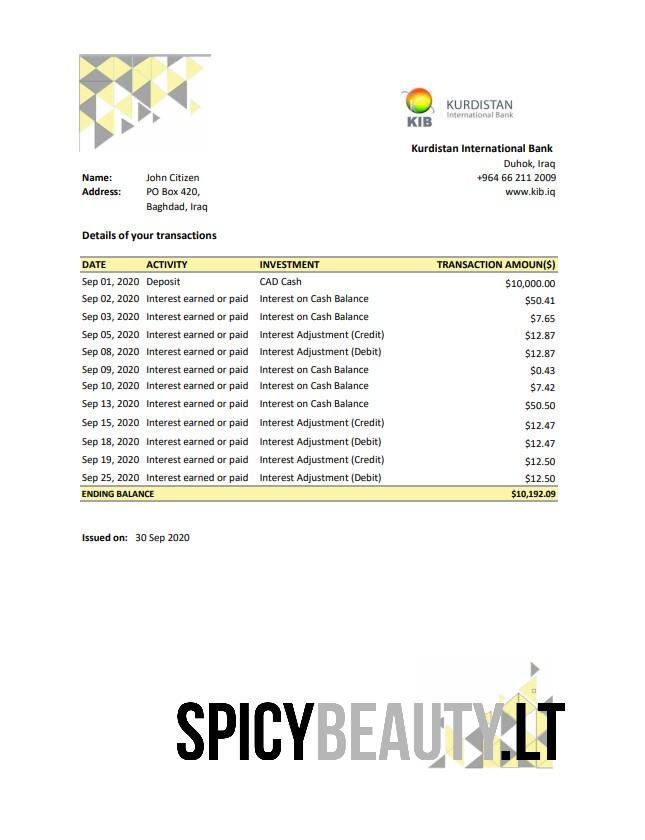 KIB
KURDISTAN
International Bank
Kurdistan International Bank
Duhok, Iraq
+964 66 211 2009
www.kib.iq
Name: John Citizen
Address: PO Box 420,
Baghdad, Iraq
Details of your transactions
DATE ACTIVITY INVESTMENT TRANSACTION AMOUN($)
Sep 01, 2020 Deposit CAD Cash $10,000.00
Sep 02, 2020 Interest earned or paid Interest on Cash Balance $50.41
Sep 03, 2020 Interest earned or paid Interest on Cash Balance $7.65
Sep 05, 2020 Interest earned or paid Interest Adjustment (Credit) $12.87
Sep 08, 2020 Interest earned or paid Interest Adjustment (Debit) $12.87
Sep 09, 2020 Interest earned or paid Interest on Cash Balance $0.43
Sep 10, 2020 Interest earned or paid Interest on Cash Balance $7.42
Sep 13, 2020 Interest earned or paid Interest on Cash Balance $50.50
Sep 15, 2020 Interest earned or paid Interest Adjustment (Credit) $12.47
Sep 18, 2020 Interest earned or paid Interest Adjustment (Debit) $12.47
Sep 19, 2020 Interest earned or paid Interest Adjustment (Credit) $12.50
Sep 25, 2020 Interest earned or paid Interest Adjustment (Debit) $12.50
ENDING BALANCE $10,192.09
Issued on: 30 Sep 2020
SPICYBEAUTY.LT